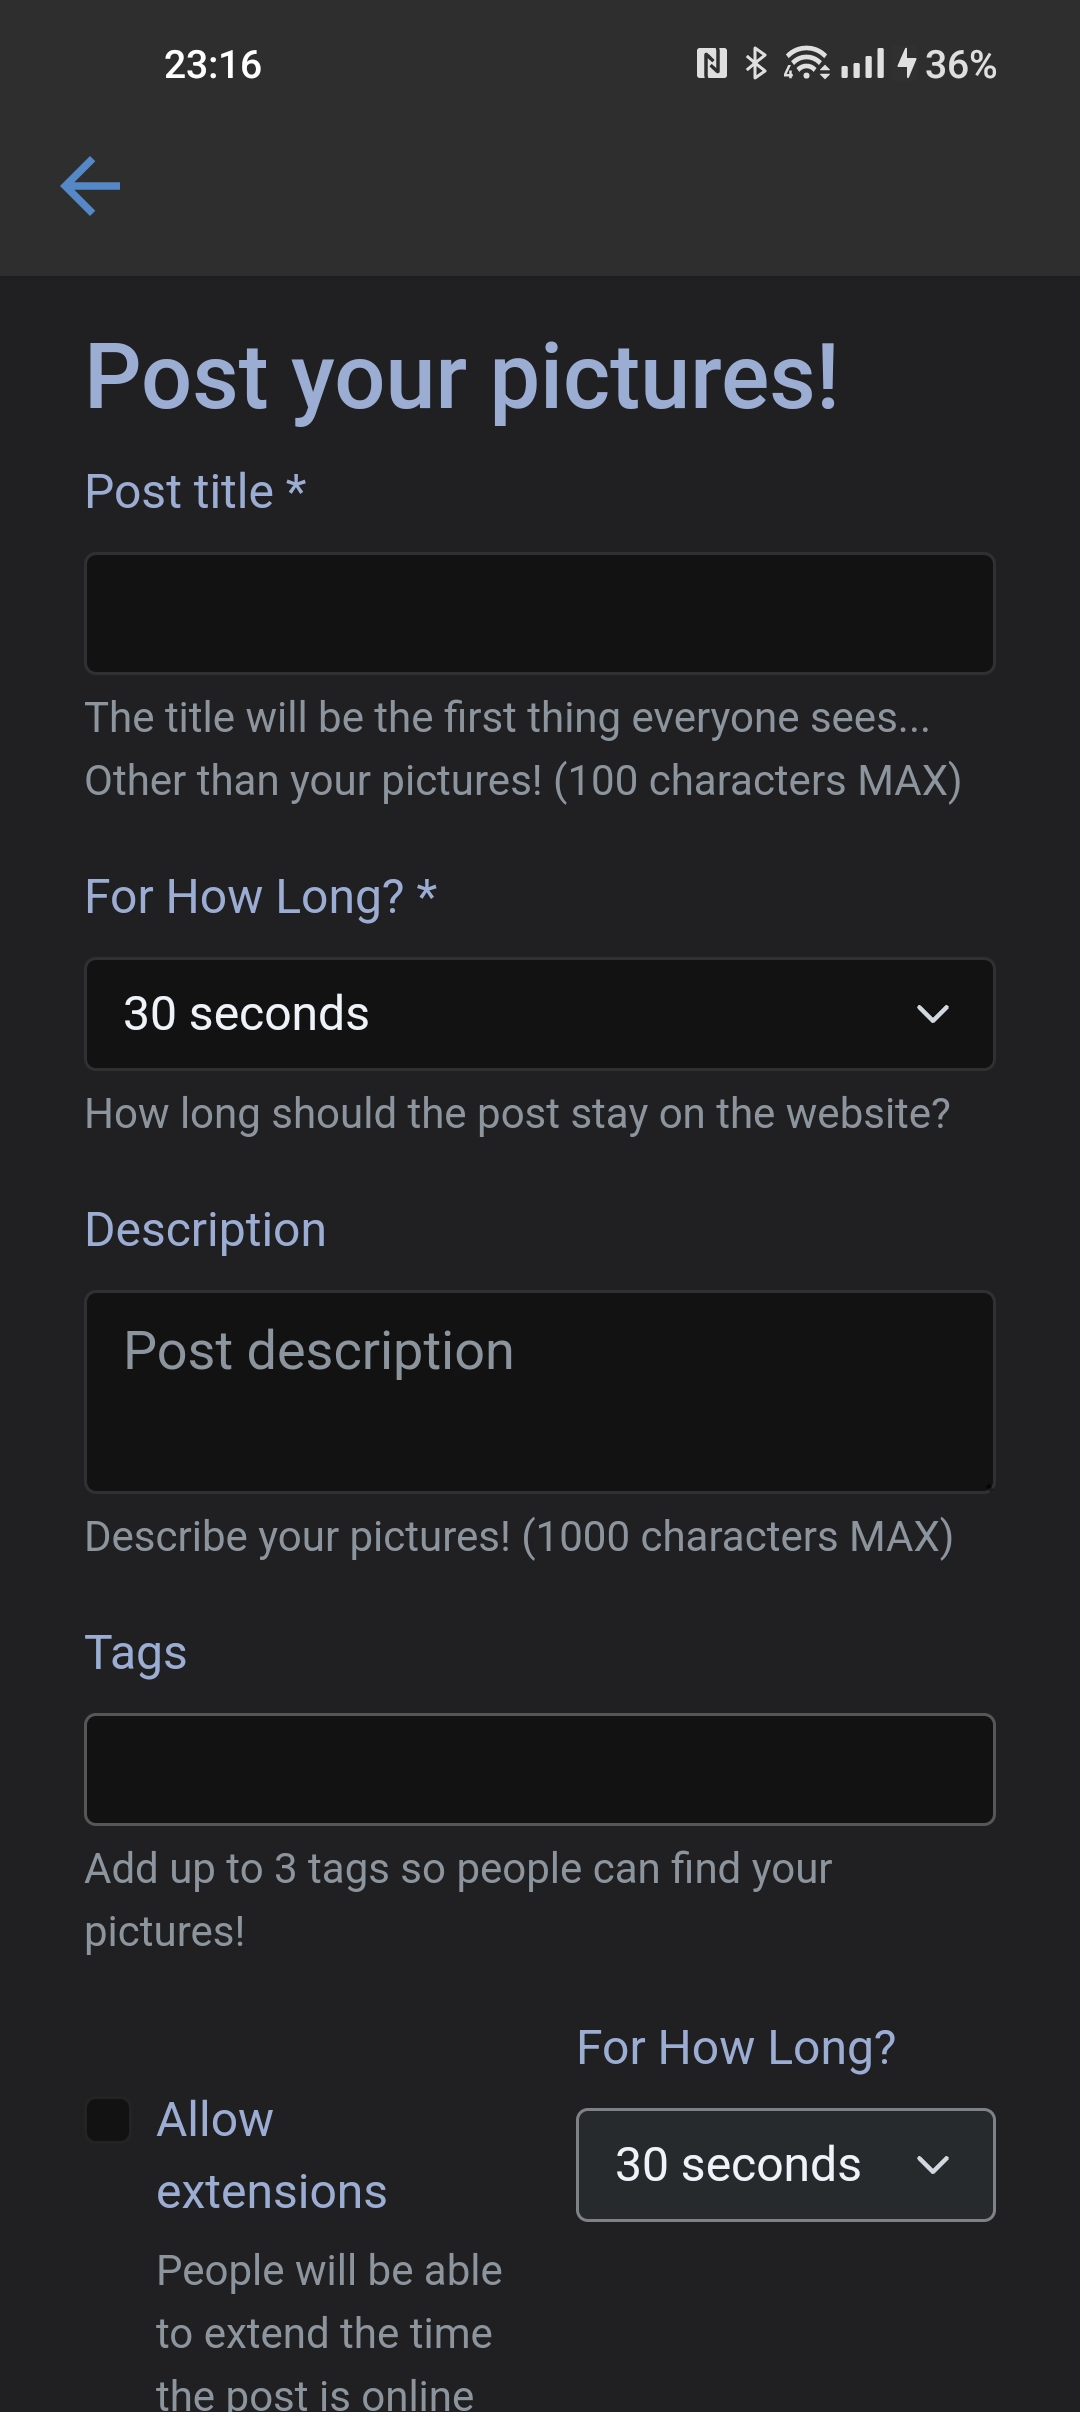 23:16
36%
Post your pictures!
Post title *
The title will be the first thing everyone sees...
Other than your pictures! (100 characters MAX)
For How Long? *
30 seconds
How long should the post stay on the website?
Description
Post description
Describe your pictures! (1000 characters MAX)
Tags
Add up to 3 tags so people can find your
pictures!
Allow
extensions
People will be able
to extend the time
the post is online
For How Long?
30 seconds